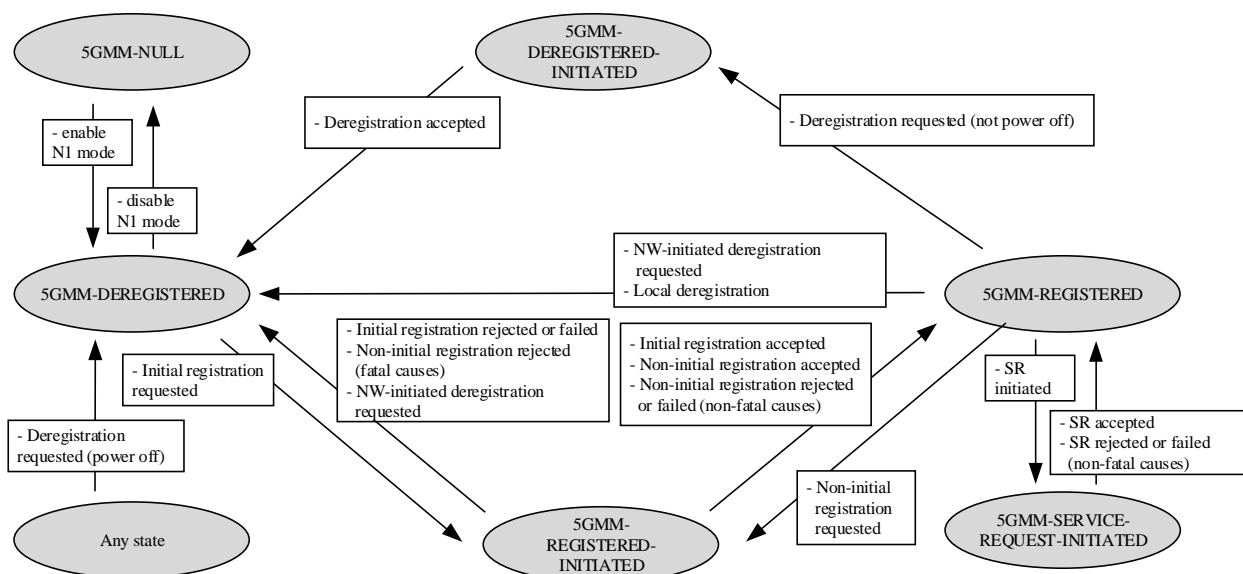 5GMM-NULL
5GMM-
DEREGISTERED-
INITIATED
- enable
N1 mode
- disable
N1 mode
- Deregistration accepted
- Deregistration requested (not power off)
- NW-initiated deregistration
requested
- Local deregistration
5GMM-DEREGISTERED
5GMM-REGISTERED
- Initial registration
requested
- Initial registration rejected or failed
- Non-initial registration rejected
(fatal causes)
- NW-initiated deregistration
requested
- Initial registration accepted
- Non-initial registration accepted
- Non-initial registration rejected
or failed (non-fatal causes)
- SR
initiated
- Deregistration
requested (power off)
- SR accepted
- SR rejected or failed
(non-fatal causes)
- Non-initial
registration
requested
Any state
5GMM-
REGISTERED-
INITIATED
5GMM-SERVICE-
REQUEST-INITIATED